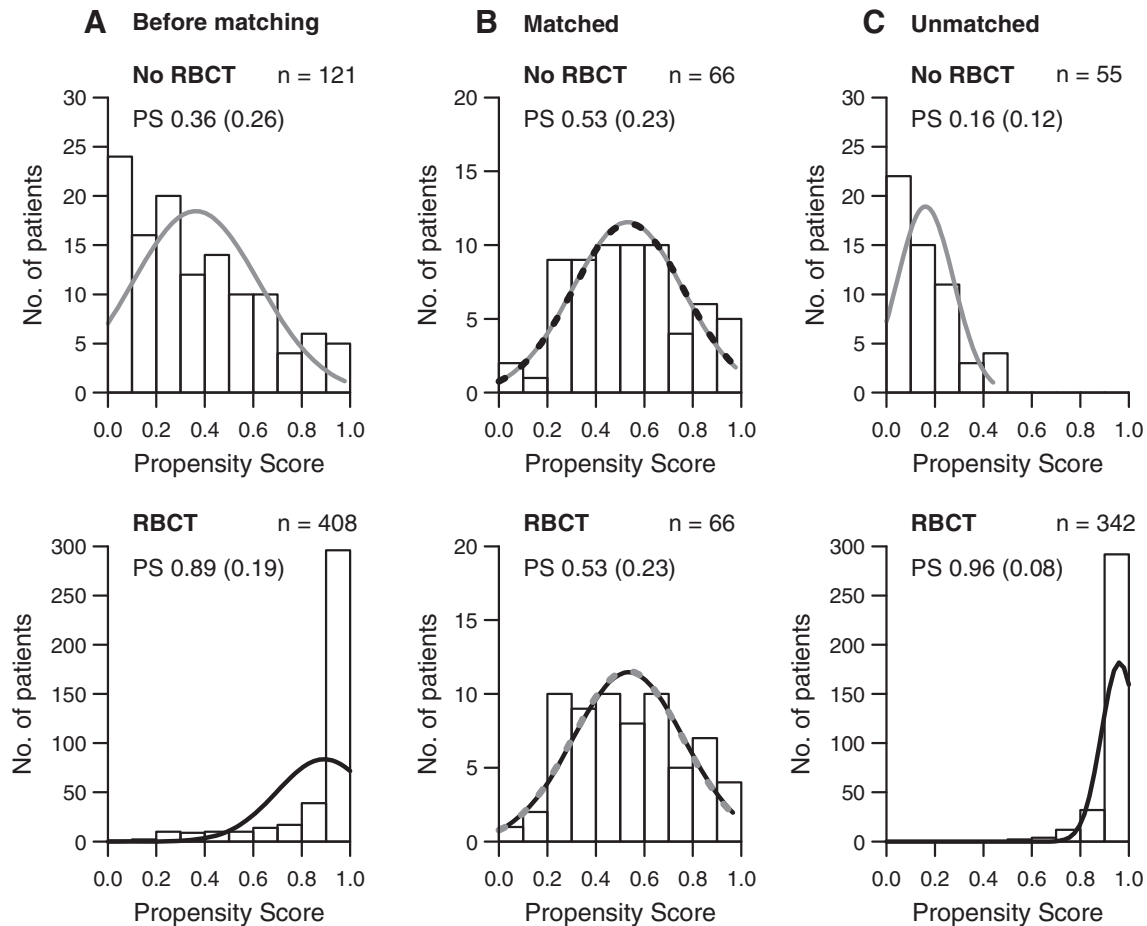 A Before matching
No RBCT n = 121
PS 0.36 (0.26)
No. of patients
30
25
20
15
10
5
0
0.0 0.2 0.4 0.6 0.8 1.0
Propensity Score
B Matched
No RBCT n = 66
PS 0.53 (0.23)
No. of patients
20
15
10
5
0
0.0 0.2 0.4 0.6 0.8 1.0
Propensity Score
C Unmatched
No RBCT n = 55
PS 0.16 (0.12)
No. of patients
30
25
20
15
10
5
0
0.0 0.2 0.4 0.6 0.8 1.0
Propensity Score
RBCT n = 408
PS 0.89 (0.19)
No. of patients
300
250
200
150
100
50
0
0.0 0.2 0.4 0.6 0.8 1.0
Propensity Score
RBCT n = 66
PS 0.53 (0.23)
No. of patients
20
15
10
5
0
0.0 0.2 0.4 0.6 0.8 1.0
Propensity Score
RBCT n = 342
PS 0.96 (0.08)
No. of patients
300
250
200
150
100
50
0
0.0 0.2 0.4 0.6 0.8 1.0
Propensity Score